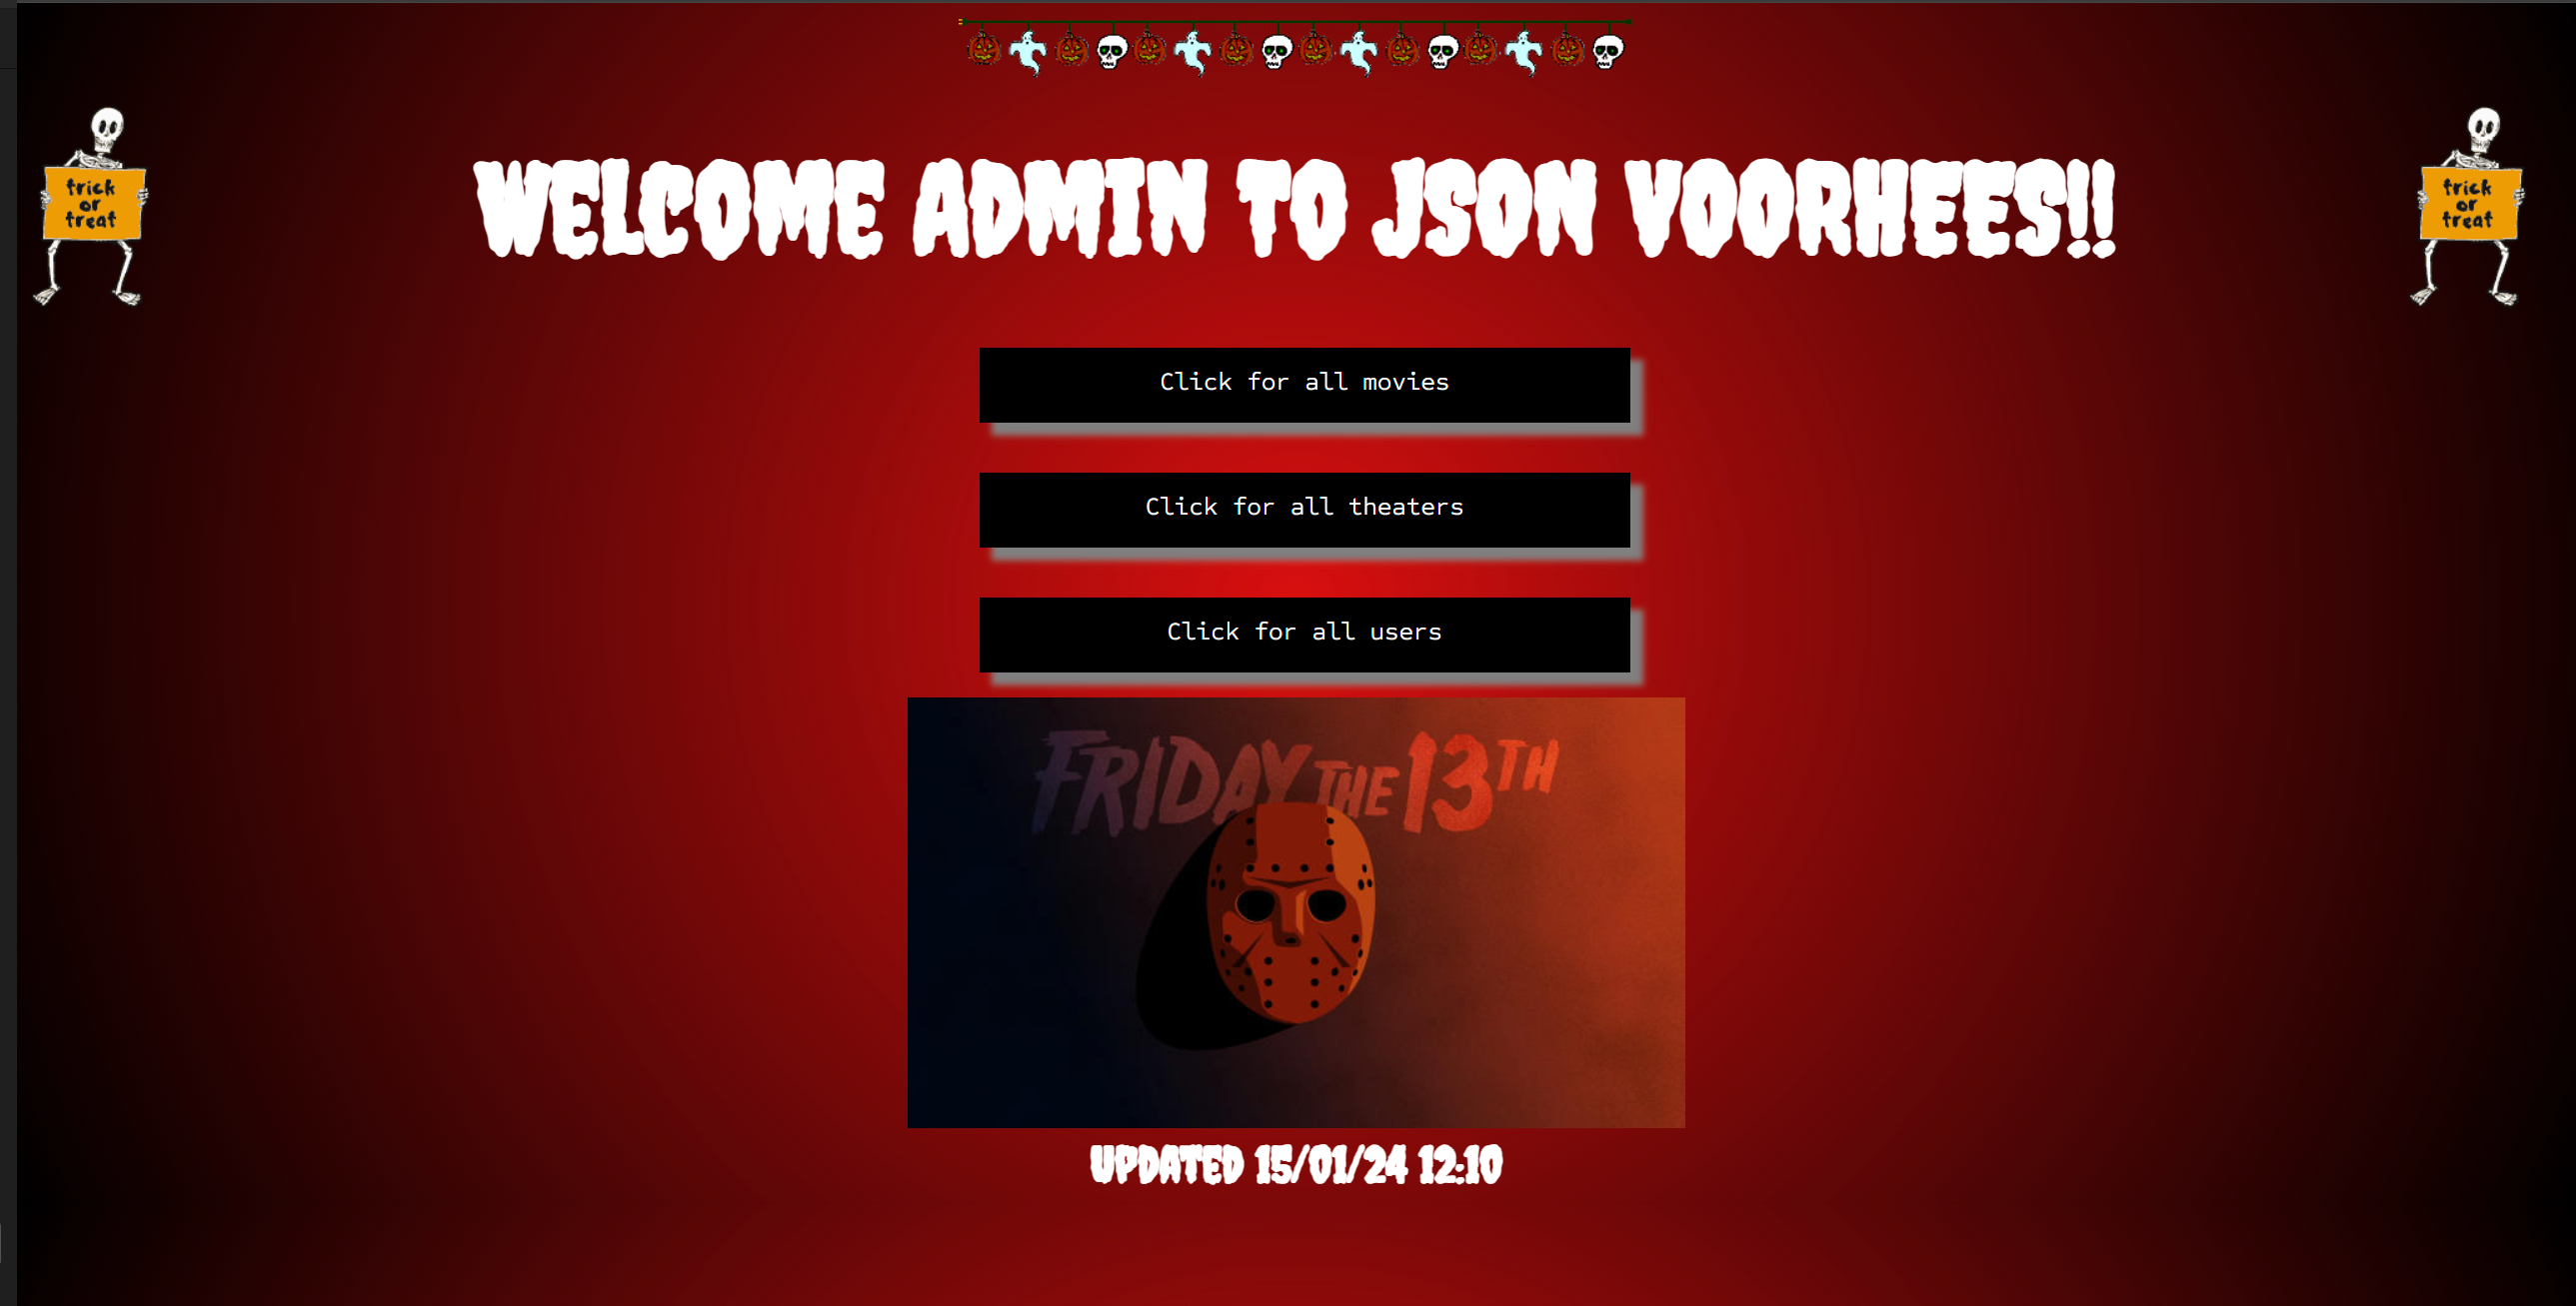 WELCOME ADMIN TO JSON VOORHEES!!
trick
or
treat
trick
or
treat
Click for all movies
Click for all theaters
Click for all users
FRIDAY THE 13TH
UPDATED 15/01/24 12:10